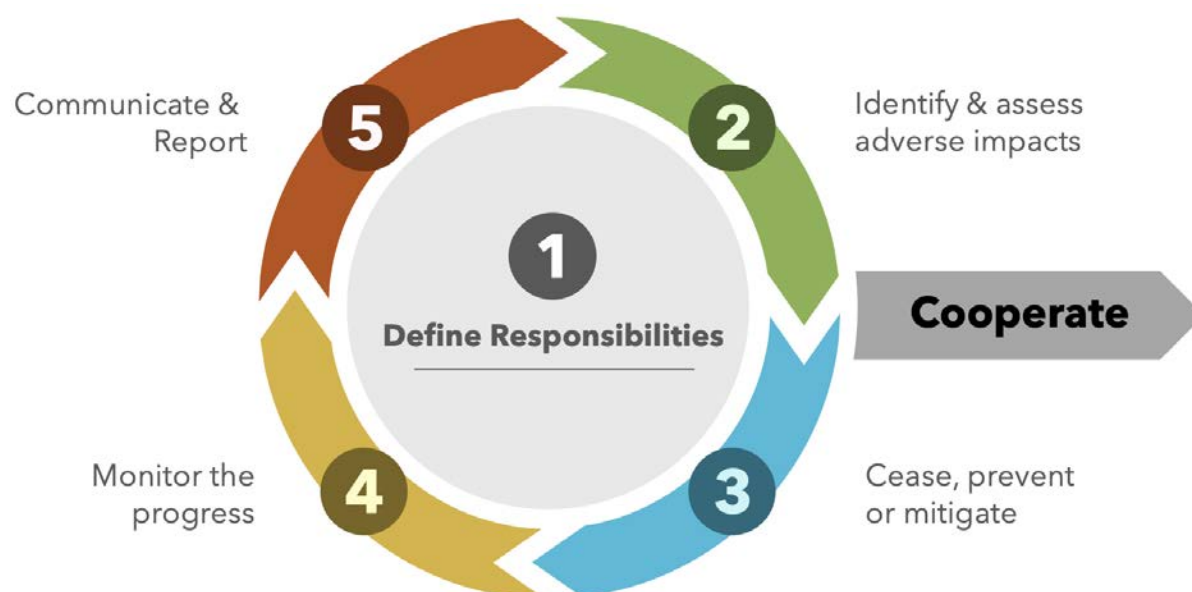 1
Define Responsibilities
2
Identify & assess
adverse impacts
Cooperate
3
Cease, prevent
or mitigate
4
Monitor the
progress
5
Communicate &
Report